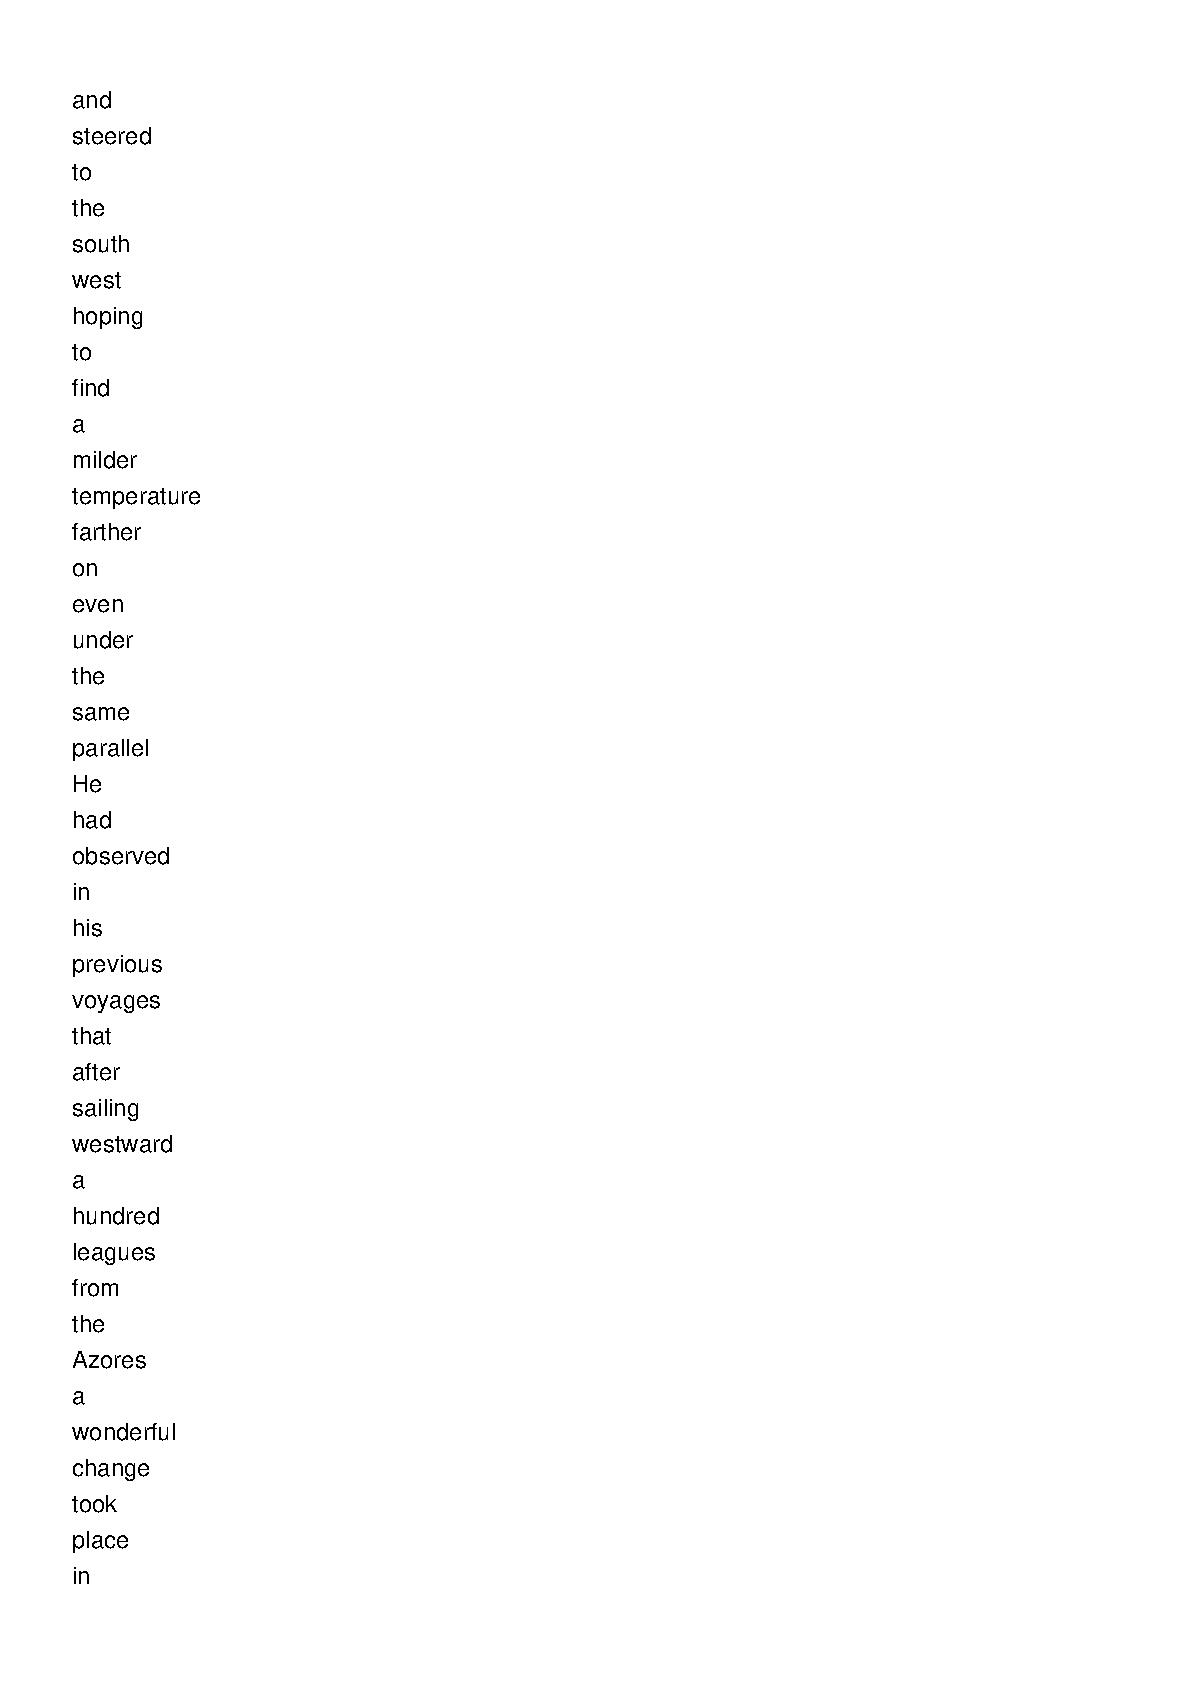 and
steered
to
the
south
west
hoping
to
find
a
milder
temperature
farther
on
even
under
the
same
parallel
He
had
observed
in
his
previous
voyages
that
after
sailing
westward
a
hundred
leagues
from
the
Azores
a
wonderful
change
took
place
in